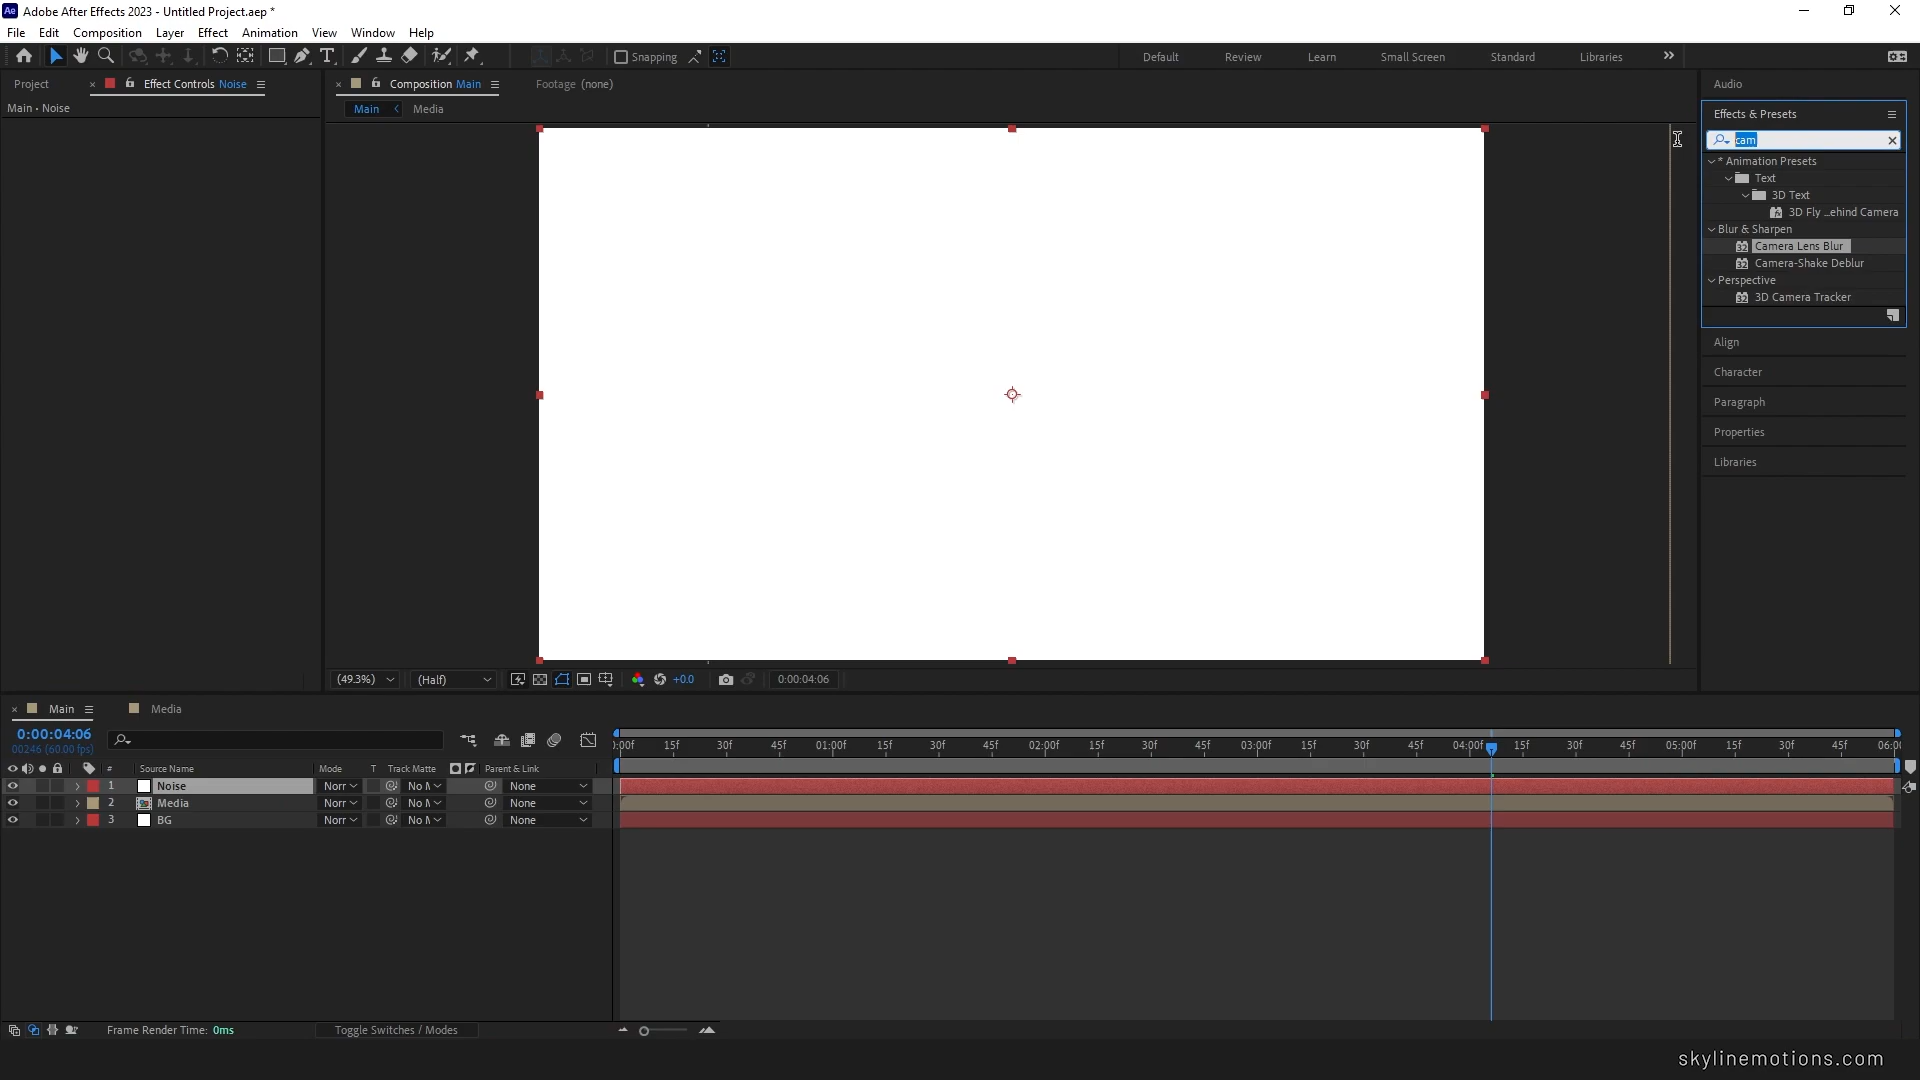 Ae Adobe After Effects 2023 - Untitled Project.aep *
File Edit Composition Layer Effect Animation View Window Help
Snapping Default Review Learn Small Screen Standard Libraries »
Project × Effect Controls Noise × Composition Main Footage (none) Audio
Main • Noise
Main < Media
Effects & Presets
cam
* Animation Presets
Text
3D Text
3D Fly ...ehind Camera
Blur & Sharpen
32 Camera Lens Blur
32 Camera-Shake Deblur
Perspective
32 3D Camera Tracker
Align
Character
Paragraph
Properties
Libraries
(49.3%) (Half) +0.0 0:00:04:06
× Main Media
0:00:04:06
00246 (60.00 fps)
):00f 15f 30f 45f 01:00f 15f 30f 45f 02:00f 15f 30f 45f 03:00f 15f 30f 45f 04:00f 15f 30f 45f 05:00f 15f 30f 45f 06:0(
# Source Name Mode T Track Matte Parent & Link
1 Noise Norr No M None
2 Media Norr No M None
3 BG Norr No M None
Frame Render Time: 0ms Toggle Switches / Modes
skylinemotions.com